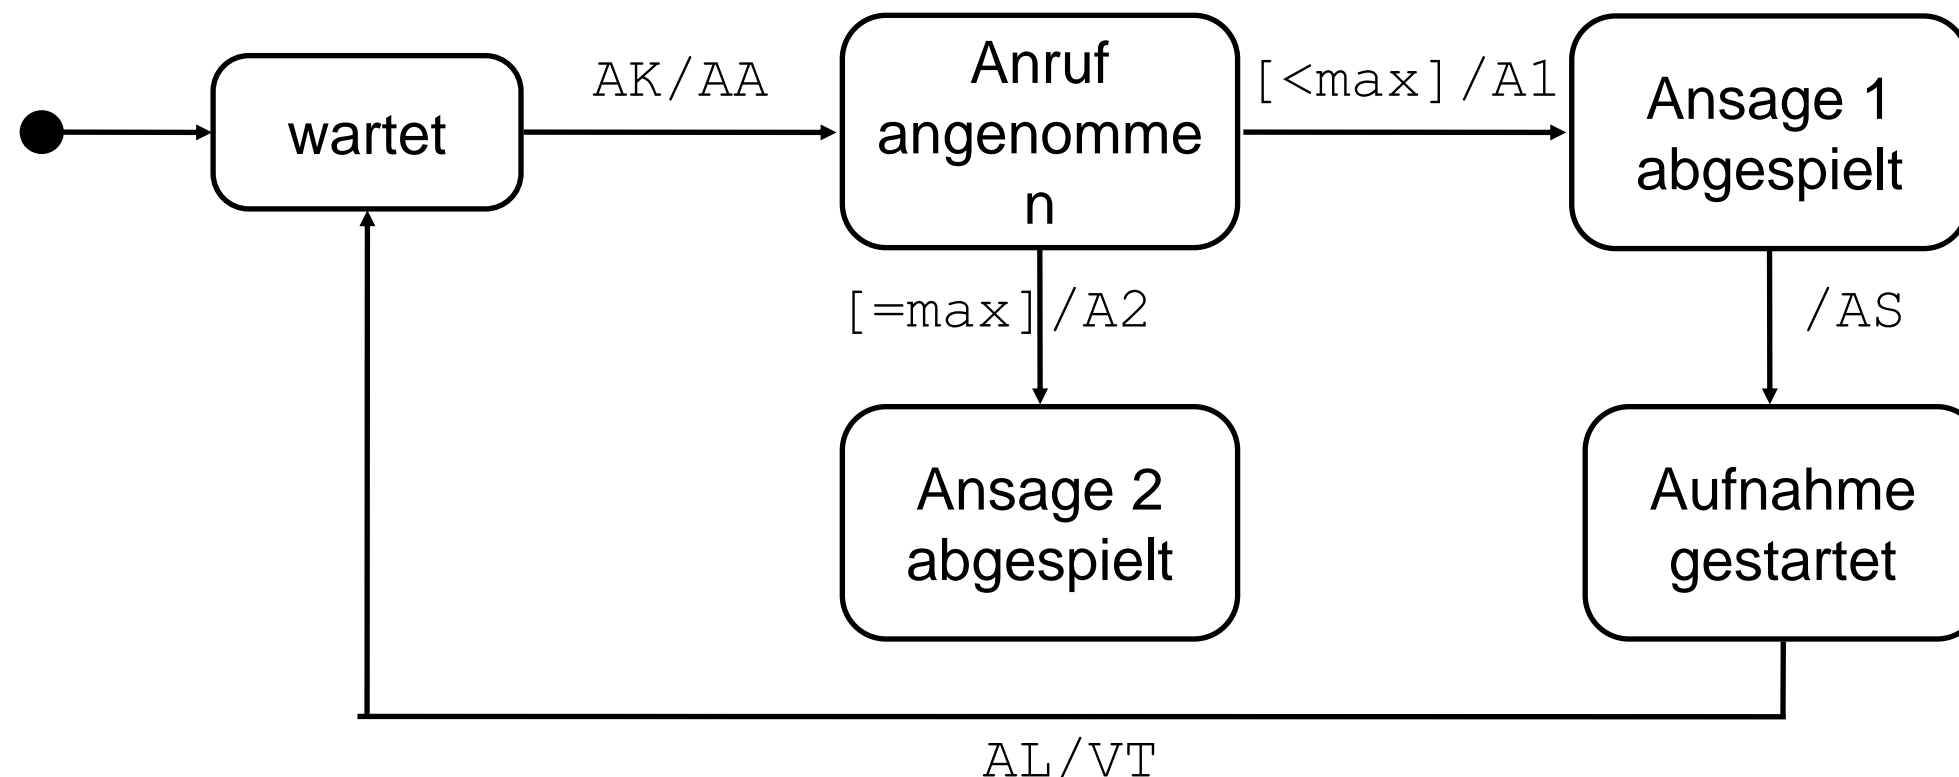 wartet
AK/AA
Anruf
angenomme
n
[<max]/A1
Ansage 1
abgespielt
[=max]/A2
/AS
Ansage 2
abgespielt
Aufnahme
gestartet
AL/VT